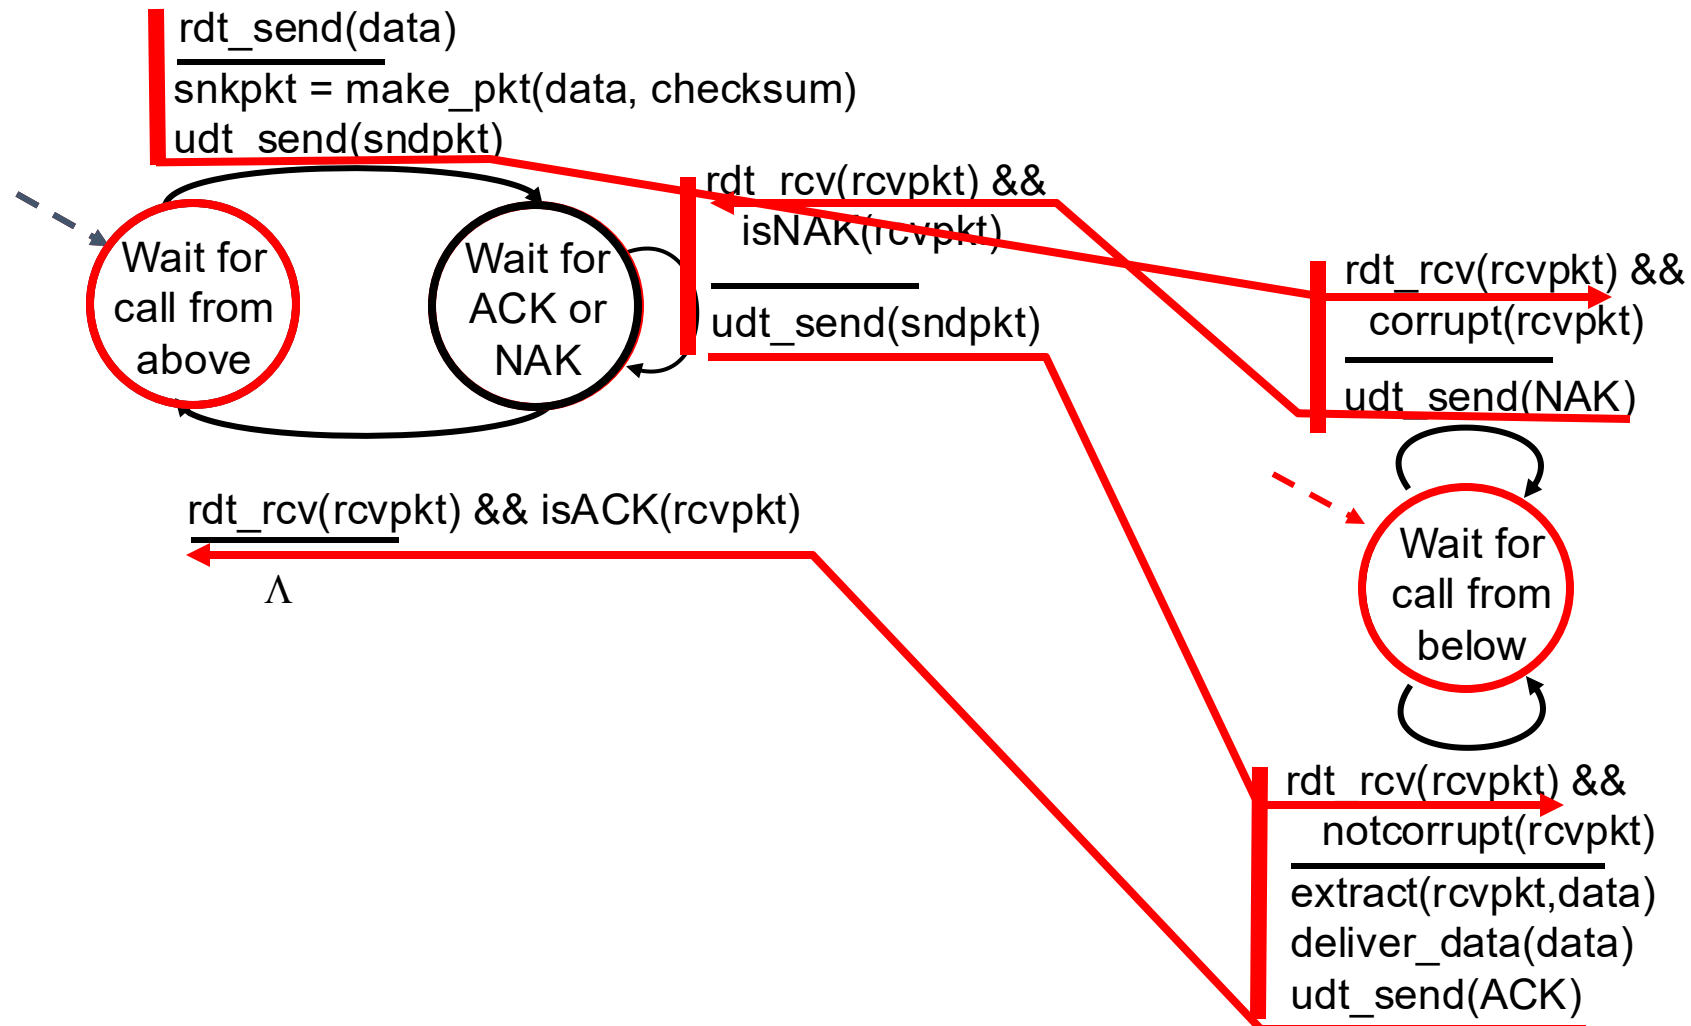 rdt_send(data)
snkpkt = make_pkt(data, checksum)
udt_send(sndpkt)
rdt_rcv(rcvpkt) &&
isNAK(rcvpkt)
udt_send(sndpkt)
Wait for
call from
above
Wait for
ACK or
NAK
rdt_rcv(rcvpkt) && isACK(rcvpkt)
Λ
rdt_rcv(rcvpkt) &&
corrupt(rcvpkt)
udt_send(NAK)
Wait for
call from
below
rdt_rcv(rcvpkt) &&
notcorrupt(rcvpkt)
extract(rcvpkt,data)
deliver_data(data)
udt_send(ACK)